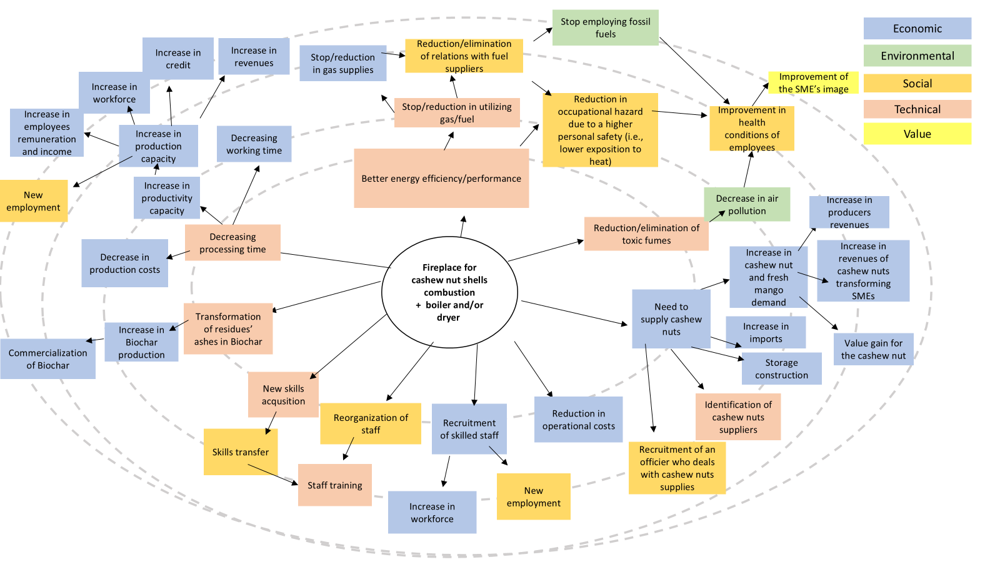 Stop employing fossil
fuels
Economic
Environmental
Social
Technical
Value
Increase in
credit
Increase in
revenues
Stop/reduction
in gas supplies
Reduction/elimination
of relations with fuel
suppliers
Improvement of
the SME’s image
Increase in
workforce
Increase in
employees
remuneration
and income
Increase in
production
capacity
Decreasing
working time
Stop/reduction in utilizing
gas/fuel
Reduction in
occupational hazard
due to a higher
personal safety (i.e.,
lower exposition to
heat)
Improvement in
health
conditions of
employees
New
employment
Increase in
productivity
capacity
Better energy efficiency/performance
Decrease in air
pollution
Increase in
producers
revenues
Decreasing
processing time
Reduction/elimination of
toxic fumes
Decrease in
production costs
Fireplace for
cashew nut shells
combustion
+ boiler and/or
dryer
Increase in
cashew nut
and fresh
mango
demand
Increase in
revenues of
cashew nuts
transforming
SMEs
Transformation
of residues’
ashes in Biochar
Increase in
Biochar
production
Commercialization
of Biochar
Need to
supply cashew
nuts
Increase in
imports
Value gain for
the cashew nut
Storage
construction
New skills
acqusition
Reorganization of
staff
Recruitment
of skilled staff
Reduction in
operational costs
Identification of
cashew nuts
suppliers
Skills transfer
Staff training
Increase in
workforce
New
employment
Recruitment of an
officier who deals
with cashew nuts
supplies